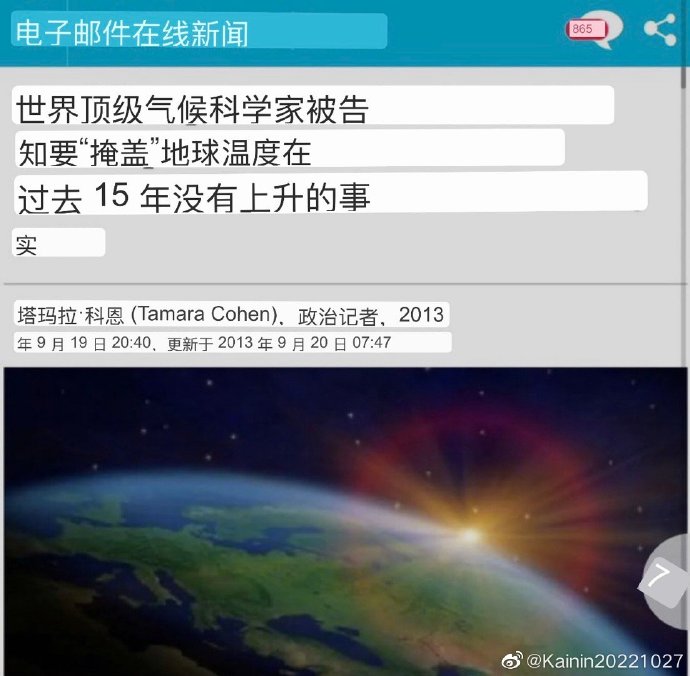 电子邮件在线新闻
865
世界顶级气候科学家被告
知要“掩盖”地球温度在
过去 15 年没有上升的事
实
塔玛拉·科恩 (Tamara Cohen)，政治记者，2013
年 9 月 19 日 20:40，更新于 2013 年 9 月 20 日 07:47
7
@Kainin20221027